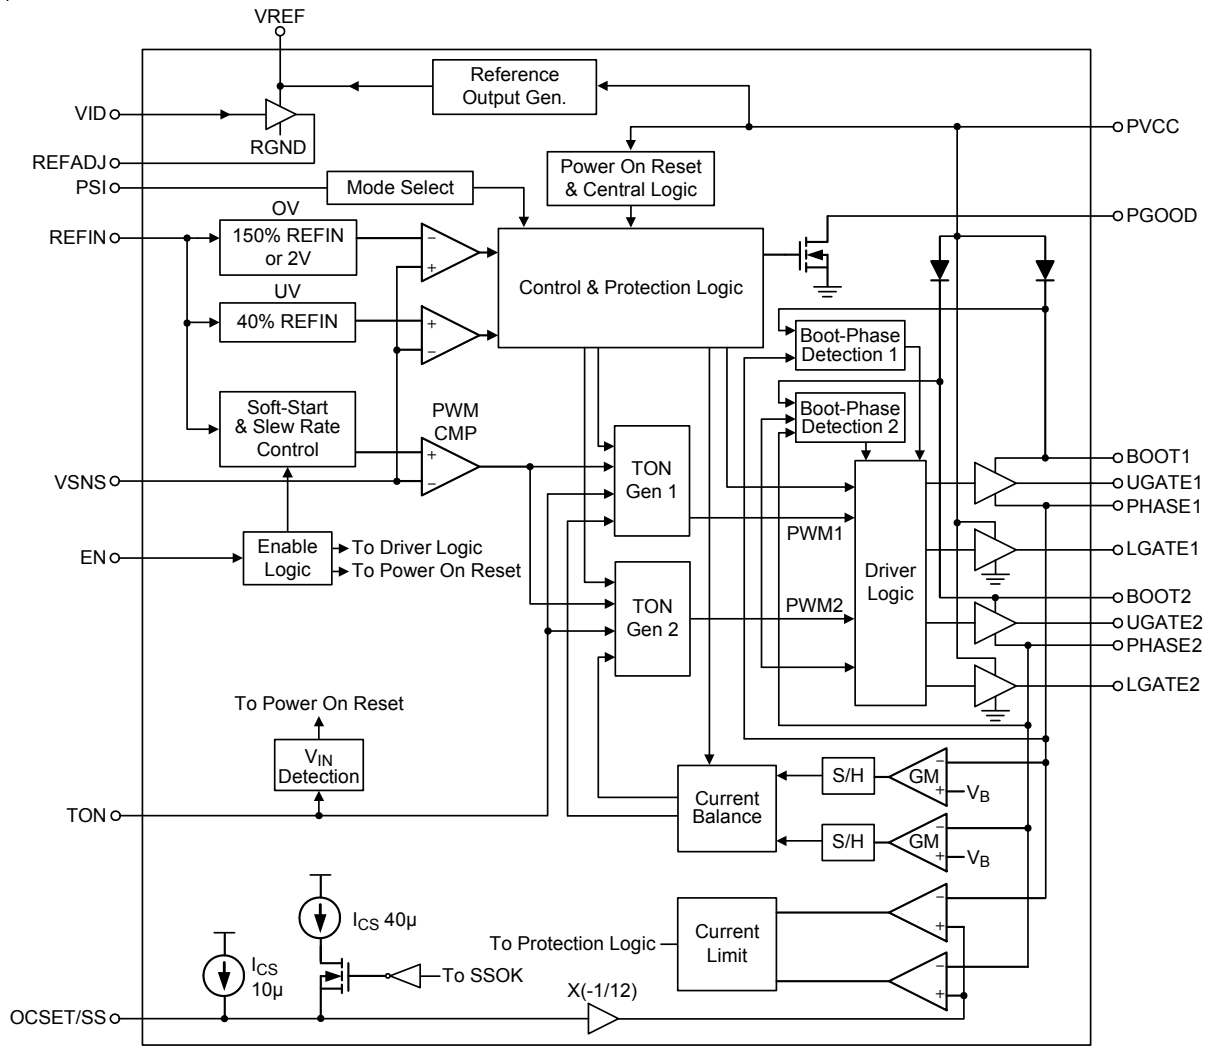 VREF
Reference
Output Gen.
VID
RGND
PVCC
REFADJ
PSI
Mode Select
Power On Reset
& Central Logic
OV
PGOOD
REFIN
150% REFIN
or 2V
−
+
Control & Protection Logic
UV
40% REFIN
+
−
Boot-Phase
Detection 1
Soft-Start
& Slew Rate
Control
PWM
CMP
Boot-Phase
Detection 2
+
−
VSNS
TON
Gen 1
BOOT1
UGATE1
PHASE1
PWM1
EN
Enable
Logic
To Driver Logic
To Power On Reset
LGATE1
Driver
Logic
TON
Gen 2
PWM2
BOOT2
UGATE2
PHASE2
LGATE2
To Power On Reset
VIN
Detection
TON
Current
Balance
S/H
GM
−
+
VB
S/H
GM
−
+
VB
ICS 40µ
ICS
10µ
To SSOK
To Protection Logic
Current
Limit
−
+
−
+
X(-1/12)
OCSET/SS